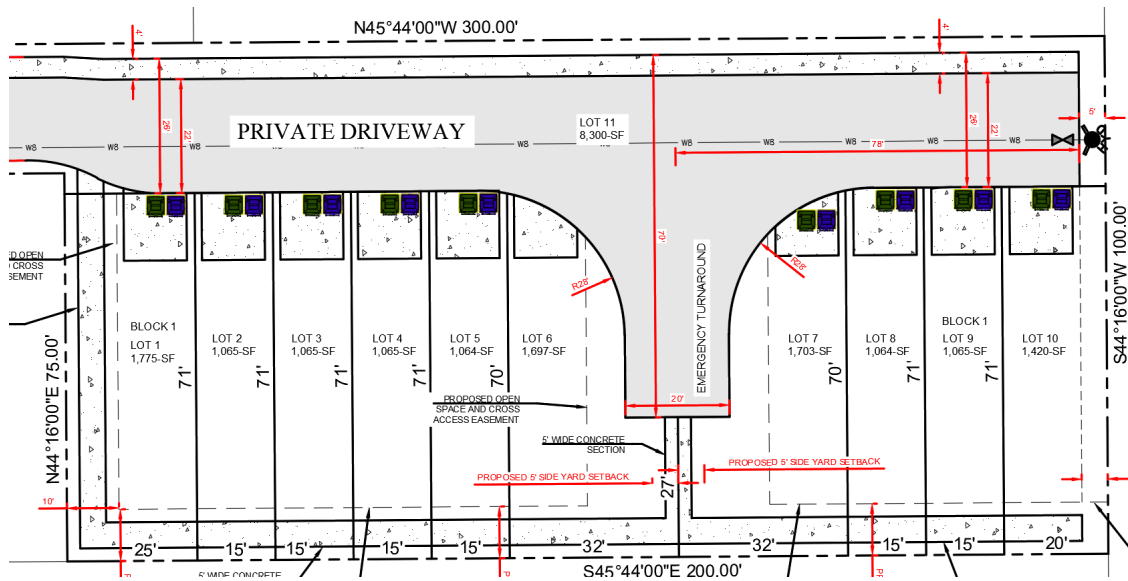 N45°44'00"W 300.00'
4'
4'
26'
22'
PRIVATE DRIVEWAY
LOT 11
8,300-SF
W8 W8 W8 W8 W8 W8 W8 W8 W8 W8 W8
78'
26'
22'
5'
70'
EMERGENCY TURNAROUND
R28'
R28'
D OPEN
CROSS
SEMENT
BLOCK 1
LOT 1
1,775-SF
71'
LOT 2
1,065-SF
71'
LOT 3
1,065-SF
71'
LOT 4
1,065-SF
71'
LOT 5
1,064-SF
70'
LOT 6
1,697-SF
LOT 7
1,703-SF
70'
LOT 8
1,064-SF
71'
BLOCK 1
LOT 9
1,065-SF
71'
LOT 10
1,420-SF
S44°16'00"W 100.00'
N44°16'00"E 75.00'
20'
PROPOSED OPEN
SPACE AND CROSS
ACCESS EASEMENT
5' WIDE CONCRETE
SECTION
PROPOSED 5' SIDE YARD SETBACK
PROPOSED 5' SIDE YARD SETBACK
27'
10'
25' 15' 15' 15' 15' 32' 32' 15' 15' 20'
5' WIDE CONCRETE
S45°44'00"E 200.00'